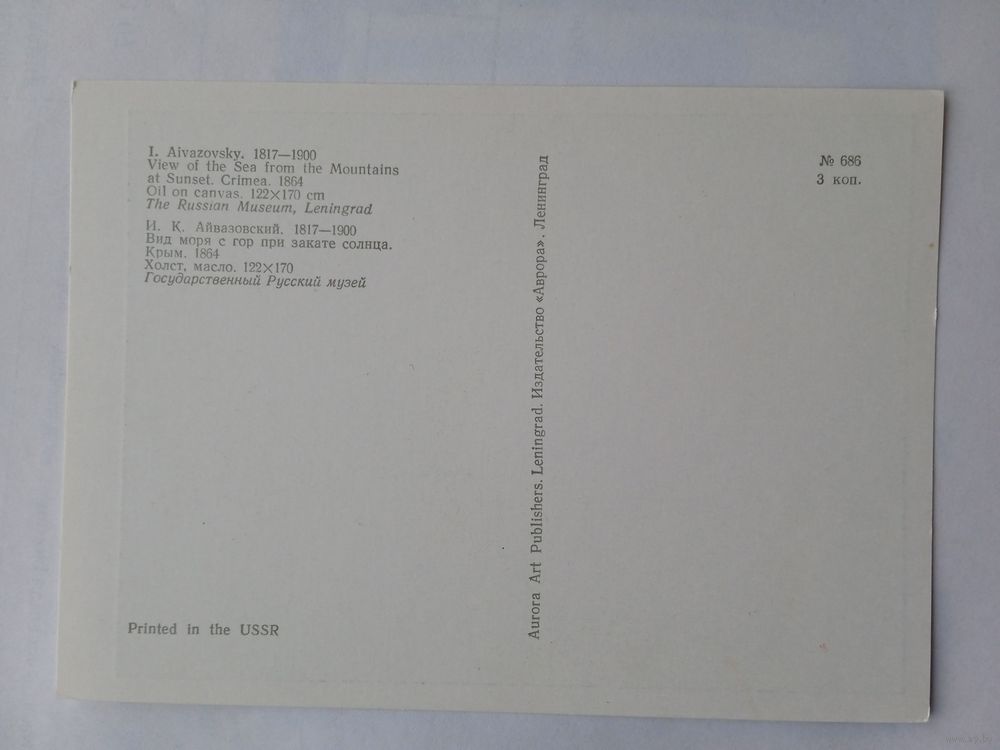 I. Aivazovsky. 1817—1900
View of the Sea from the Mountains
at Sunset. Crimea. 1864
Oil on canvas. 122×170 cm
The Russian Museum, Leningrad
И. К. Айвазовский. 1817—1900
Вид моря с гор при закате солнца.
Крым. 1864
Холст, масло. 122×170
Государственный Русский музей
Printed in the USSR
Aurora Art Publishers. Leningrad. Издательство «Аврора». Ленинград
№ 686
3 коп.